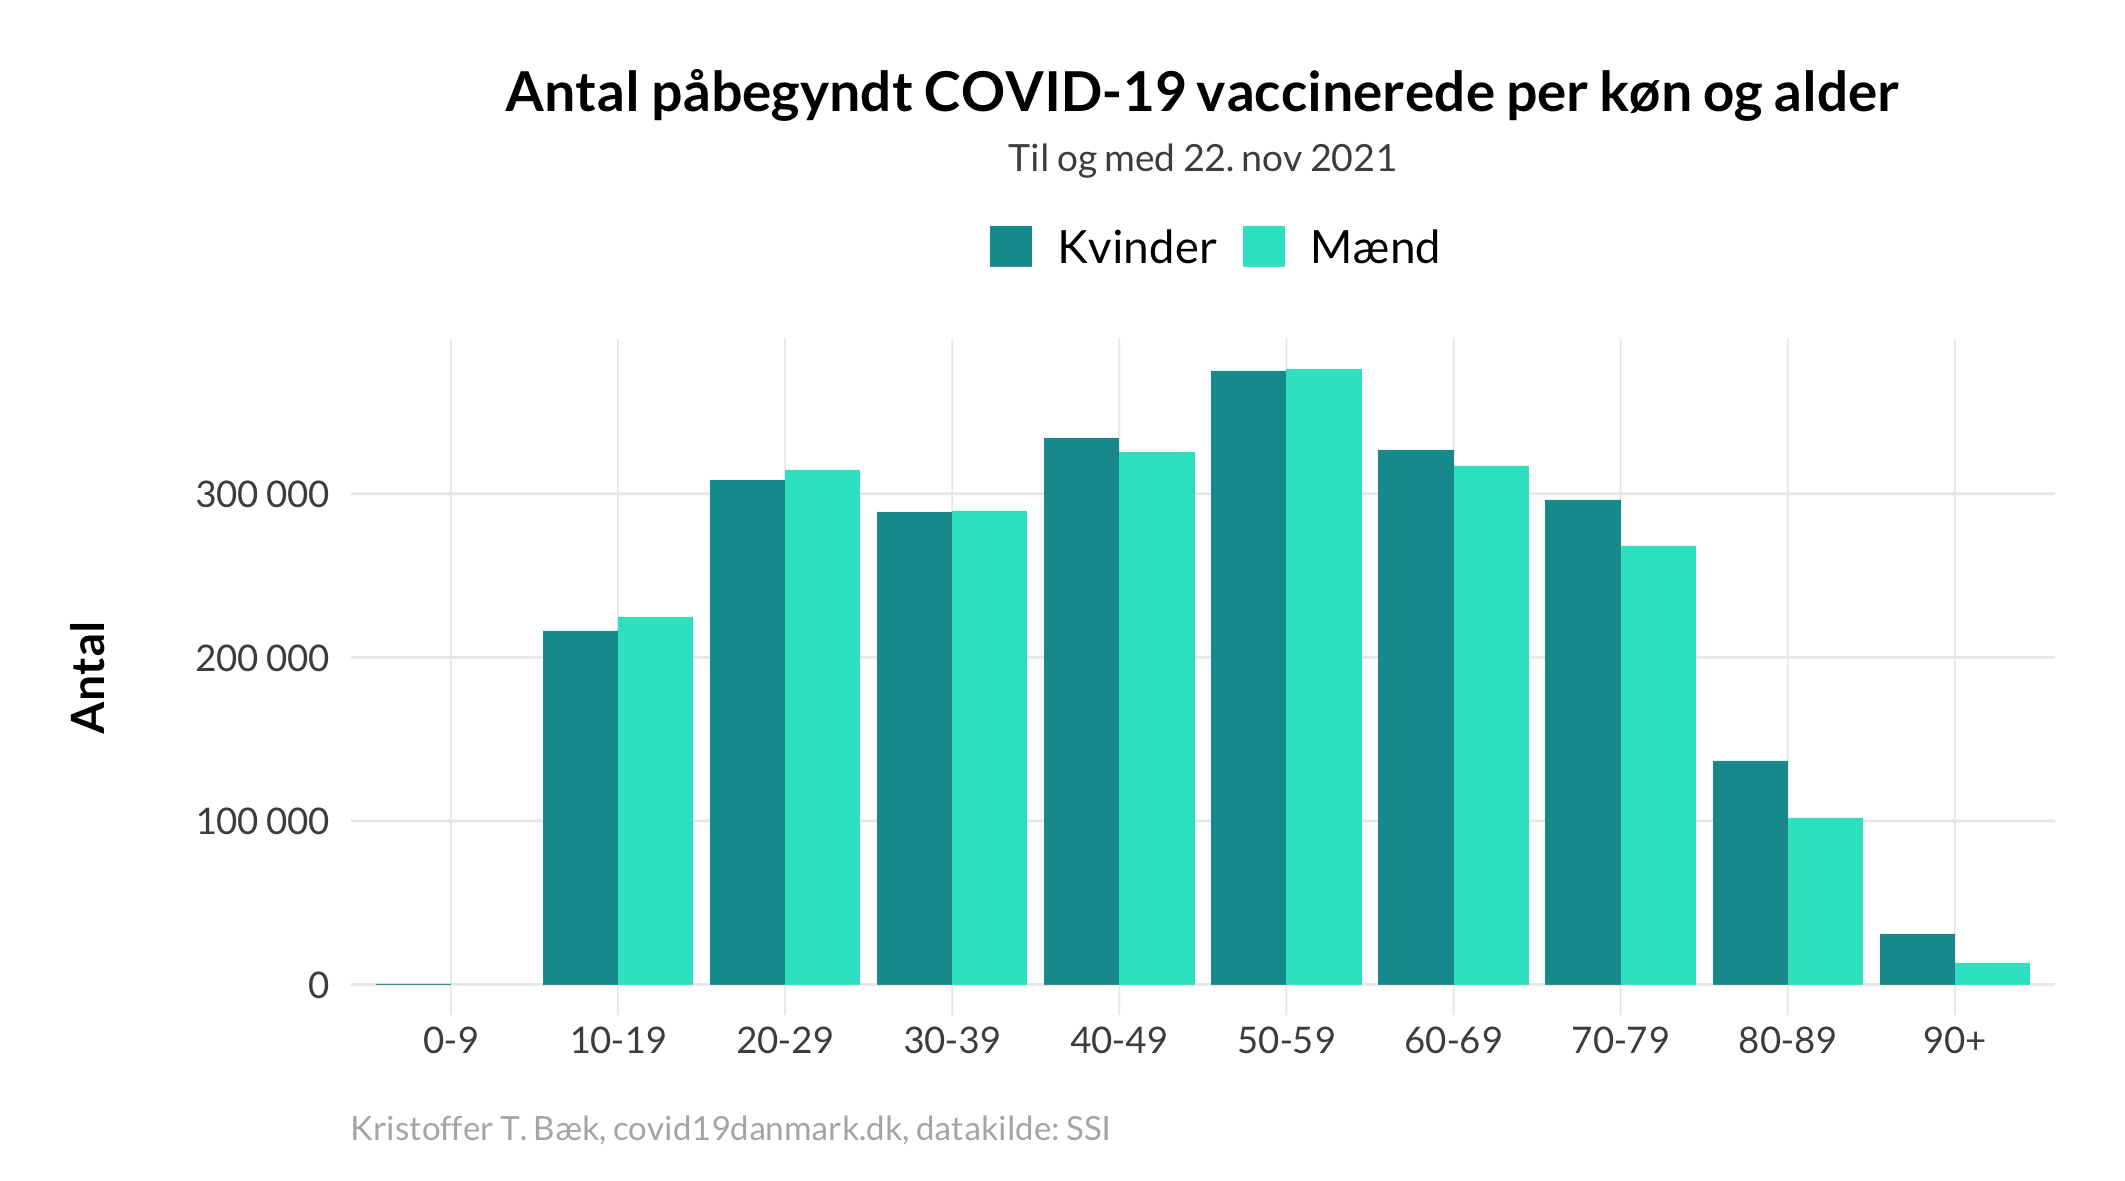 Antal påbegyndt COVID-19 vaccinerede per køn og alder
Til og med 22. nov 2021
Kvinder Mænd
Antal
300 000
200 000
100 000
0
0-9 10-19 20-29 30-39 40-49 50-59 60-69 70-79 80-89 90+
Kristoffer T. Bæk, covid19danmark.dk, datakilde: SSI